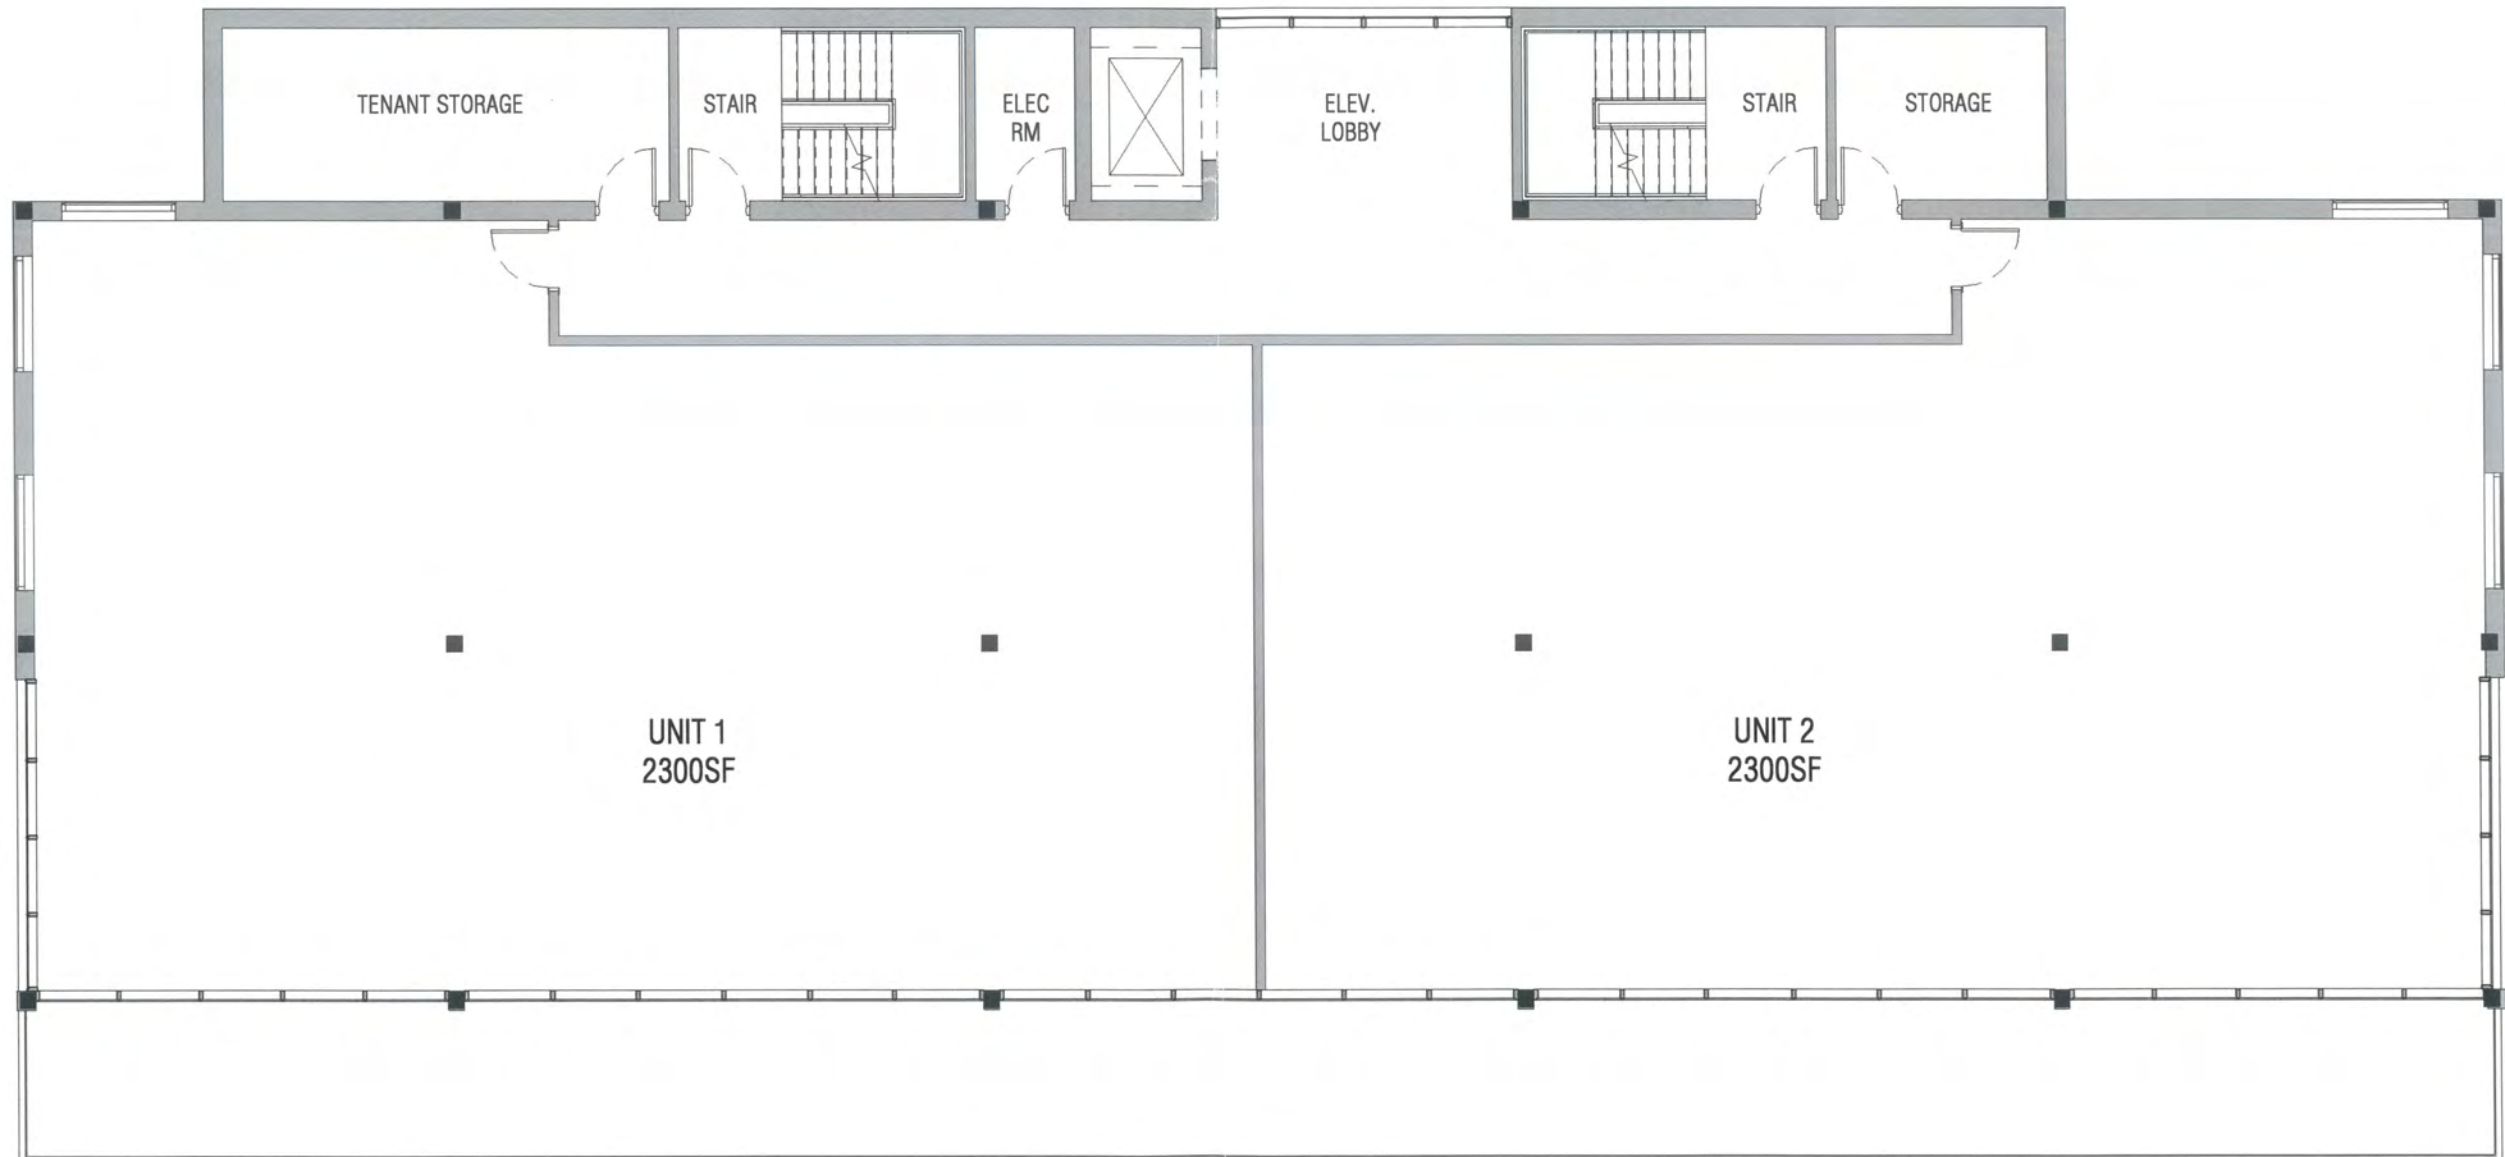 TENANT STORAGE
STAIR
ELEC
RM
ELEV.
LOBBY
STAIR
STORAGE
UNIT 1
2300SF
UNIT 2
2300SF